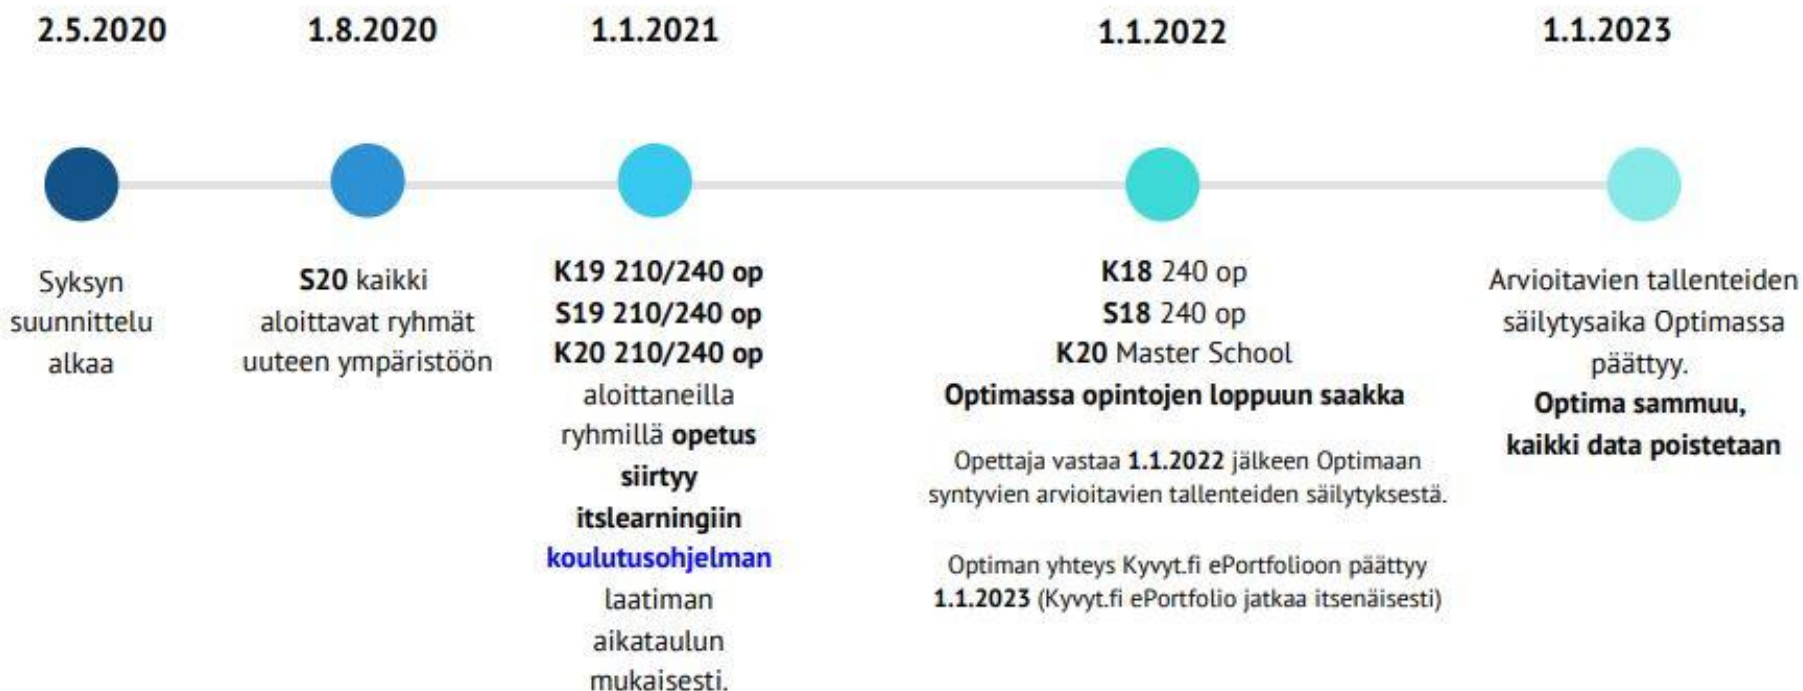 2.5.2020
1.8.2020
1.1.2021
1.1.2022
1.1.2023
Syksyn
suunnittelu
alkaa
S20 kaikki
aloittavat ryhmät
uuteen ympäristöön
K19 210/240 op
S19 210/240 op
K20 210/240 op
aloittaneilla
ryhmillä opetus
siirtyy
itslearningiin
koulutusohjelman
laatiman
aikataulun
mukaisesti.
K18 240 op
S18 240 op
K20 Master School
Optimassa opintojen loppuun saakka
Opettaja vastaa 1.1.2022 jälkeen Optimaan
syntyvien arvioitavien tallenteiden säilytyksestä.
Optiman yhteys Kyvyt.fi ePortfolioon päättyy
1.1.2023 (Kyvyt.fi ePortfolio jatkaa itsenäisesti)
Arvioitavien tallenteiden
säilytysaika Optimassa
päättyy.
Optima sammuu,
kaikki data poistetaan